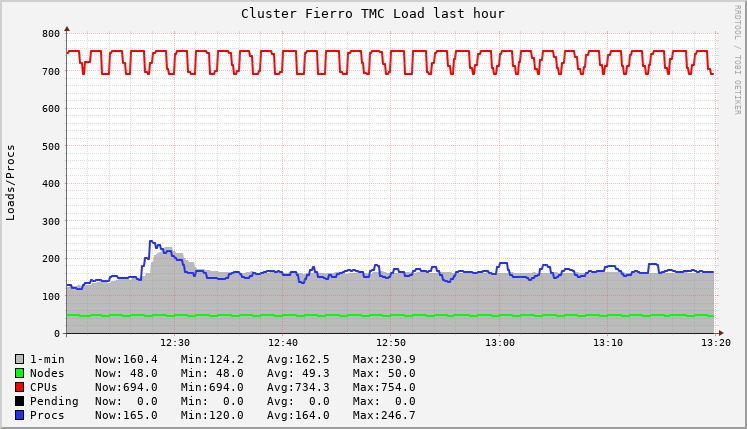 Cluster Fierro TMC Load last hour
RRDTOOL / TOBI OETIKER
Loads/Procs
800
700
600
500
400
300
200
100
0
12:30 12:40 12:50 13:00 13:10 13:20
1-min Now:160.4 Min:124.2 Avg:162.5 Max:230.9
Nodes Now: 48.0 Min: 48.0 Avg: 49.3 Max: 50.0
CPUs Now:694.0 Min:694.0 Avg:734.3 Max:754.0
Pending Now: 0.0 Min: 0.0 Avg: 0.0 Max: 0.0
Procs Now:165.0 Min:120.0 Avg:164.0 Max:246.7